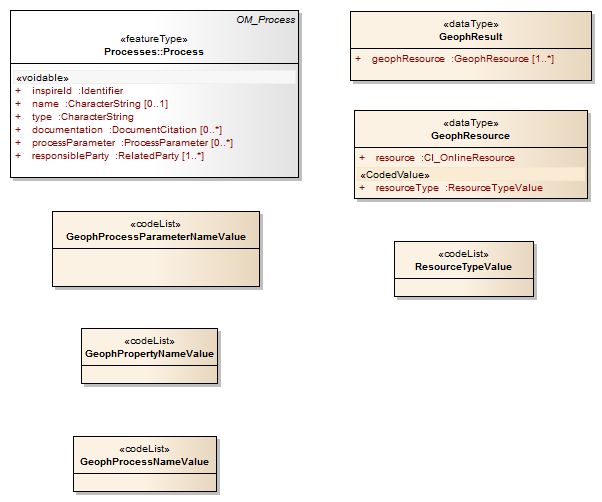 OM_Process
«featureType»
Processes::Process
«voidable»
+ inspireId :Identifier
+ name :CharacterString [0..1]
+ type :CharacterString
+ documentation :DocumentCitation [0..*]
+ processParameter :ProcessParameter [0..*]
+ responsibleParty :RelatedParty [1..*]
«dataType»
GeophResult
+ geophResource :GeophResource [1..*]
«dataType»
GeophResource
+ resource :CI_OnlineResource
«CodedValue»
+ resourceType :ResourceTypeValue
«codeList»
GeophProcessParameterNameValue
«codeList»
ResourceTypeValue
«codeList»
GeophPropertyNameValue
«codeList»
GeophProcessNameValue